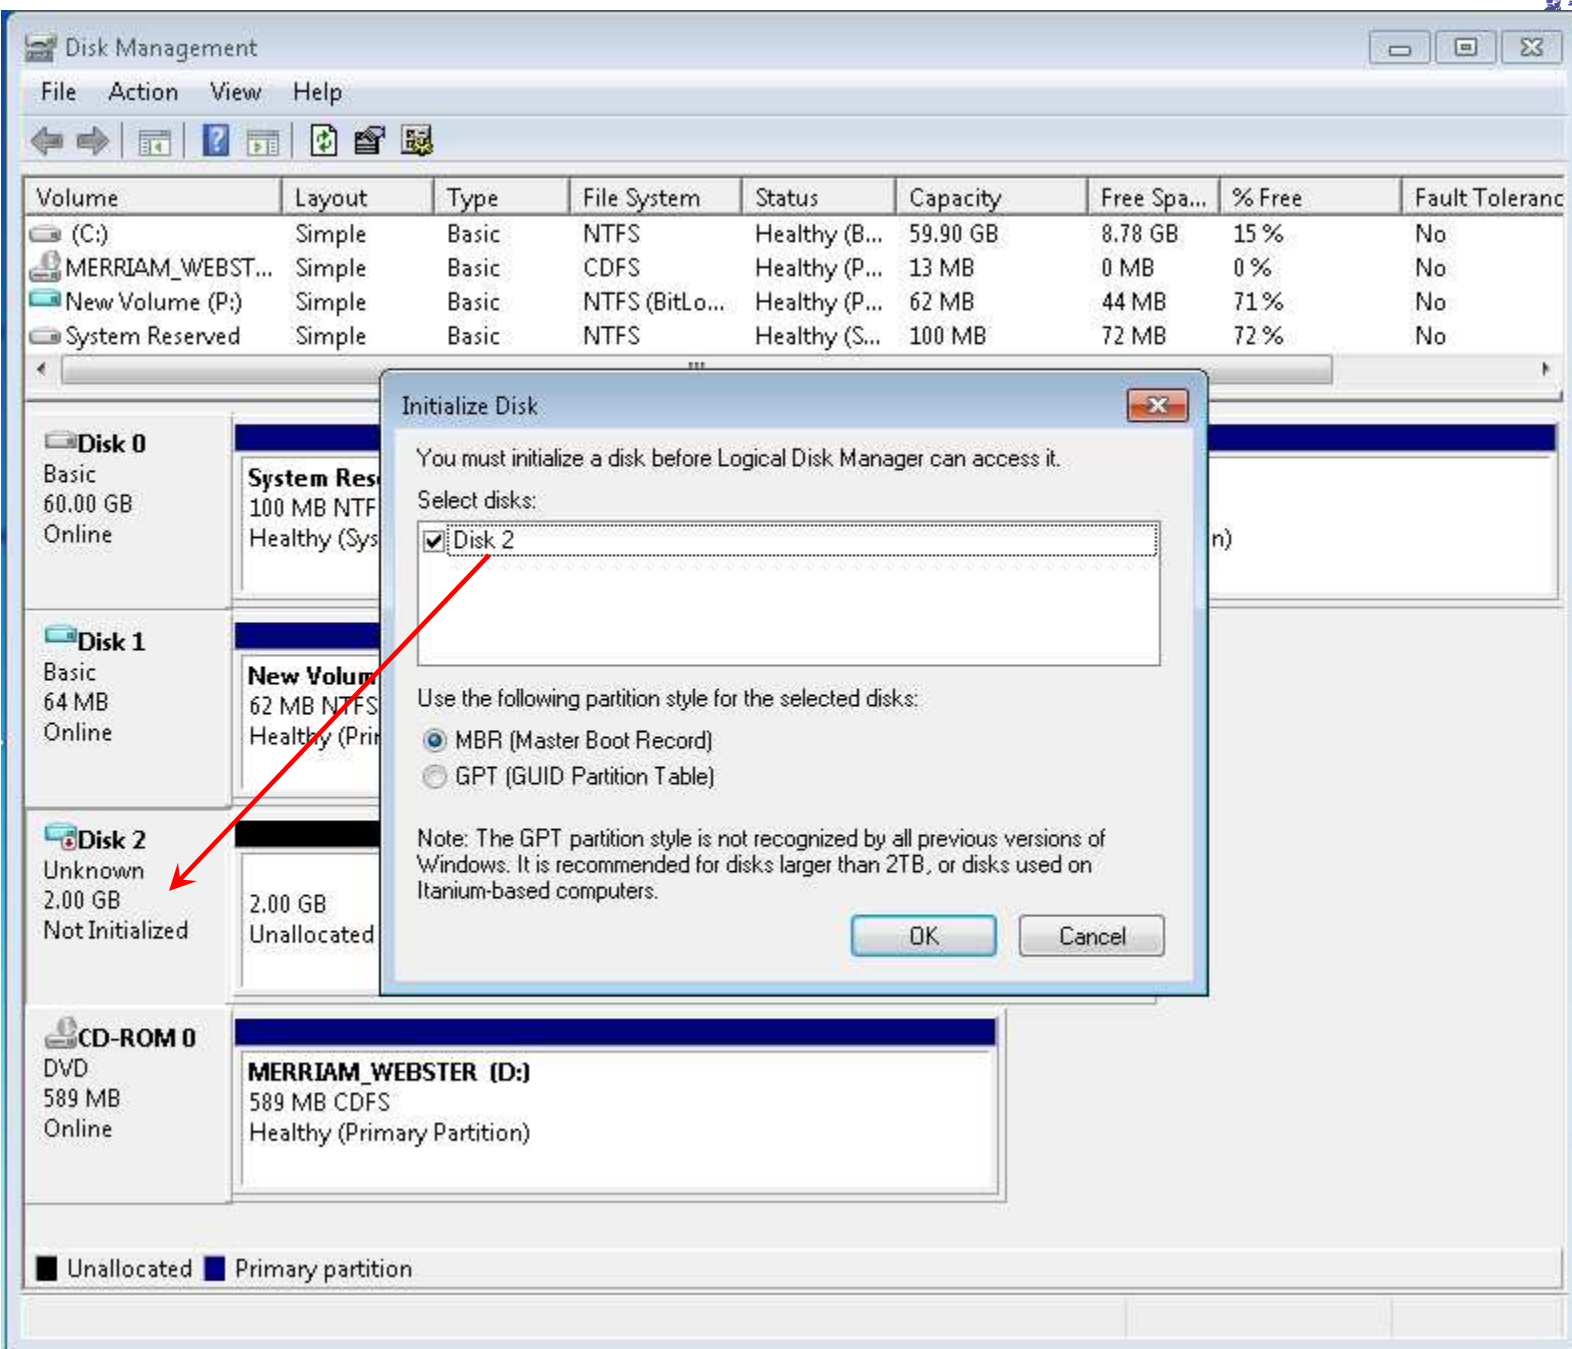 Disk Management
File Action View Help
Volume Layout Type File System Status Capacity Free Spa... % Free Fault Toleranc
(C:) Simple Basic NTFS Healthy (B... 59.90 GB 8.78 GB 15 % No
MERRIAM_WEBST... Simple Basic CDFS Healthy (P... 13 MB 0 MB 0 % No
New Volume (P:) Simple Basic NTFS (BitLo... Healthy (P... 62 MB 44 MB 71 % No
System Reserved Simple Basic NTFS Healthy (S... 100 MB 72 MB 72 % No
Disk 0
Basic
60.00 GB
Online
System Res
100 MB NTF
Healthy (Sys
n)
Disk 1
Basic
64 MB
Online
New Volum
62 MB NTFS
Healthy (Prir
Disk 2
Unknown
2.00 GB
Not Initialized
2.00 GB
Unallocated
Initialize Disk
You must initialize a disk before Logical Disk Manager can access it.
Select disks:
Disk 2
Use the following partition style for the selected disks:
MBR (Master Boot Record)
GPT (GUID Partition Table)
Note: The GPT partition style is not recognized by all previous versions of
Windows. It is recommended for disks larger than 2TB, or disks used on
Itanium-based computers.
OK Cancel
CD-ROM 0
DVD
589 MB
Online
MERRIAM_WEBSTER (D:)
589 MB CDFS
Healthy (Primary Partition)
Unallocated Primary partition